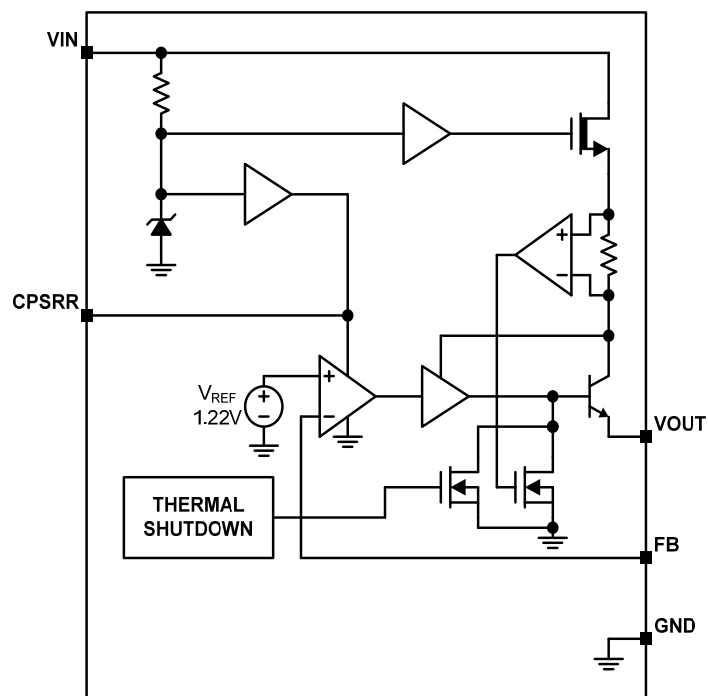 VIN
+
−
CPSRR
VREF
1.22V
+
−
+
−
VOUT
THERMAL
SHUTDOWN
FB
GND